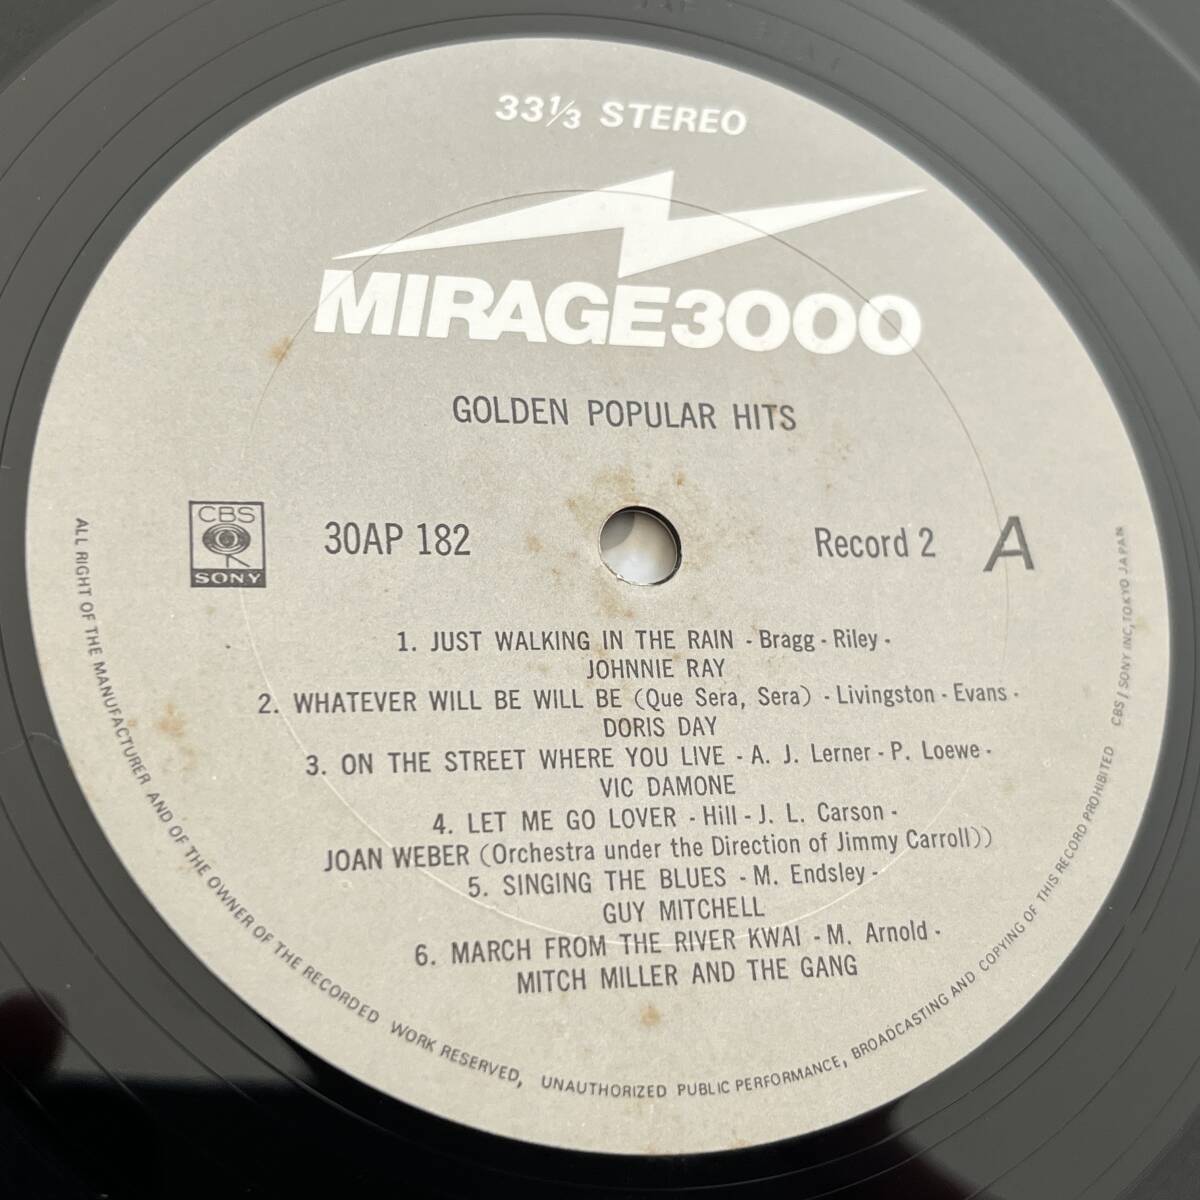 33⅓ STEREO
MIRAGE3000
GOLDEN POPULAR HITS
CBS
SONY
30AP 182
Record 2 A
1. JUST WALKING IN THE RAIN - Bragg - Riley -
JOHNNIE RAY
2. WHATEVER WILL BE WILL BE (Que Sera, Sera) - Livingston - Evans -
DORIS DAY
3. ON THE STREET WHERE YOU LIVE - A. J. Lerner - P. Loewe -
VIC DAMONE
4. LET ME GO LOVER - Hill - J. L. Carson -
JOAN WEBER (Orchestra under the Direction of Jimmy Carroll))
5. SINGING THE BLUES - M. Endsley -
GUY MITCHELL
6. MARCH FROM THE RIVER KWAI - M. Arnold -
MITCH MILLER AND THE GANG
ALL RIGHT OF THE MANUFACTURER AND OF THE OWNER OF THE RECORDED WORK RESERVED, UNAUTHORIZED PUBLIC PERFORMANCE, BROADCASTING AND COPYING OF THIS RECORD PROHIBITED CBS / SONY INC, TOKYO JAPAN